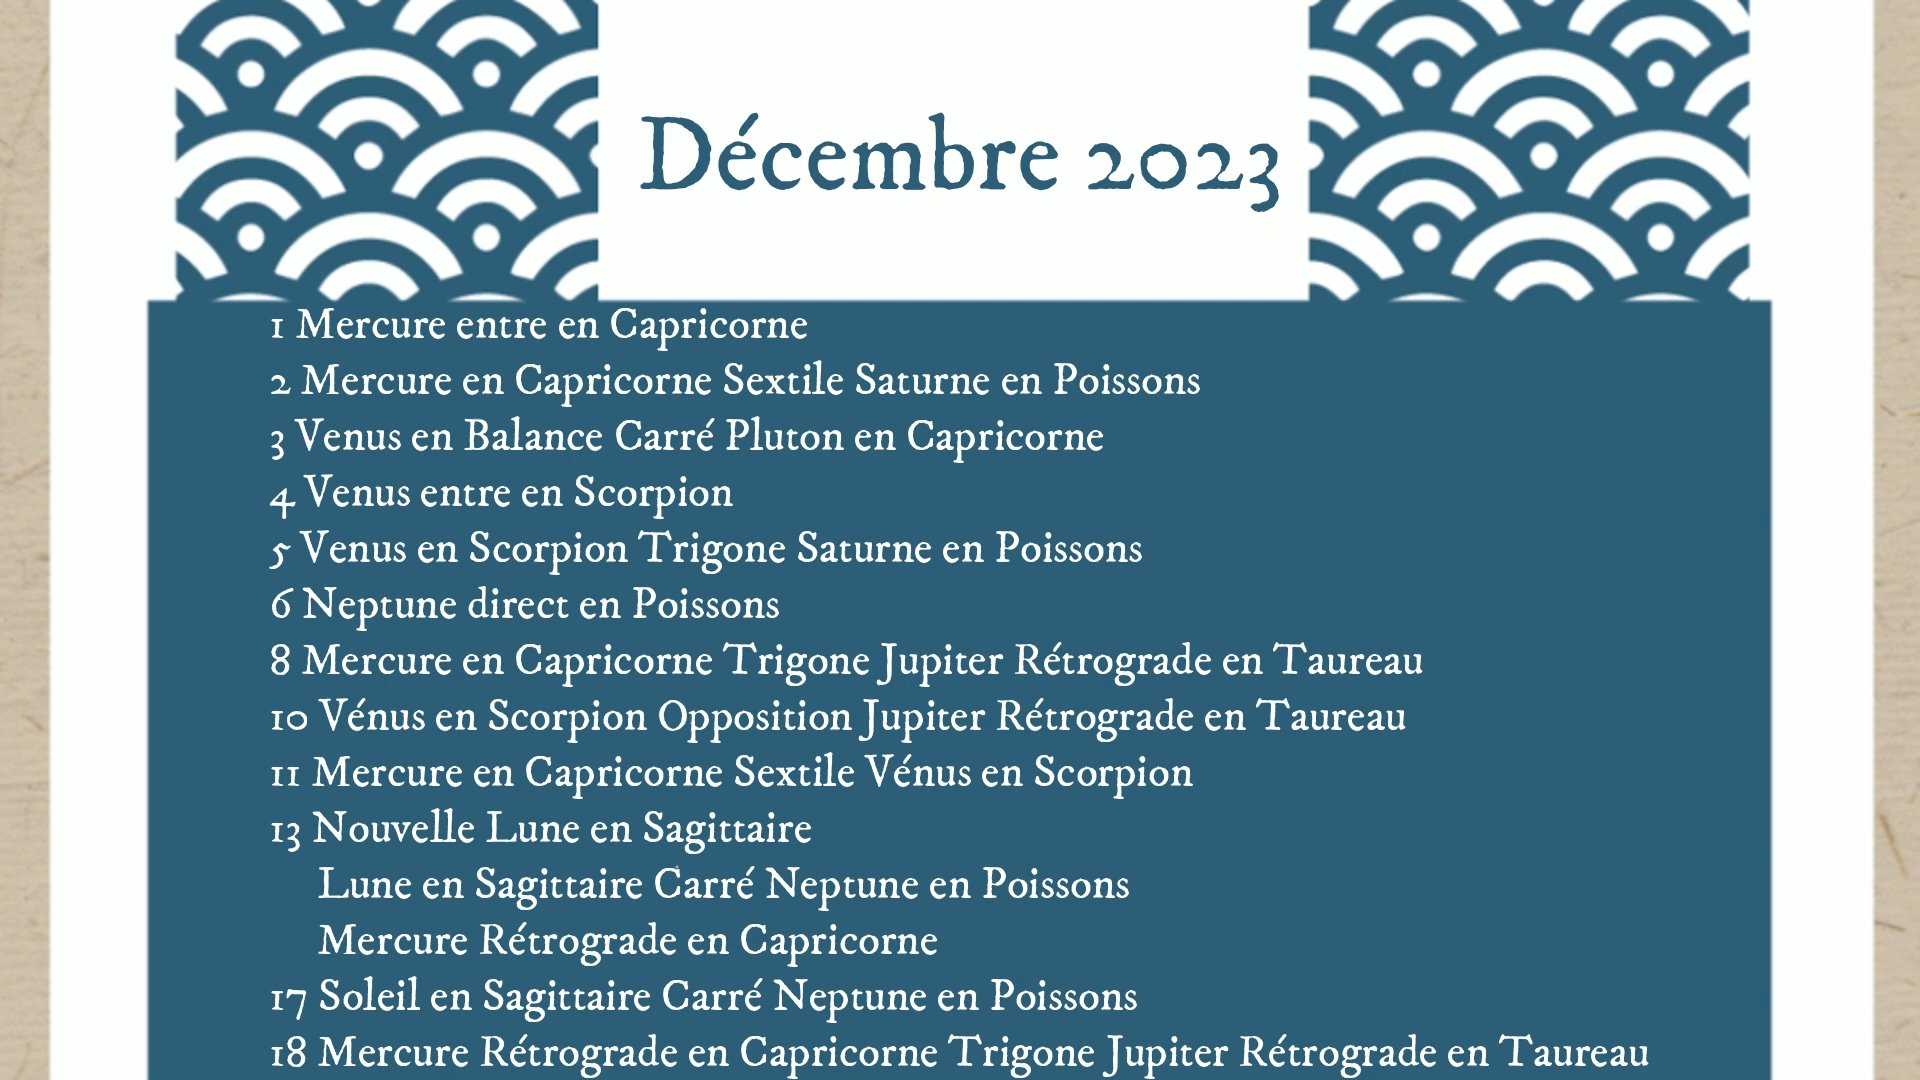 Décembre 2023
1 Mercure entre en Capricorne
2 Mercure en Capricorne Sextile Saturne en Poissons
3 Venus en Balance Carré Pluton en Capricorne
4 Venus entre en Scorpion
5 Venus en Scorpion Trigone Saturne en Poissons
6 Neptune direct en Poissons
8 Mercure en Capricorne Trigone Jupiter Rétrograde en Taureau
10 Vénus en Scorpion Opposition Jupiter Rétrograde en Taureau
11 Mercure en Capricorne Sextile Vénus en Scorpion
13 Nouvelle Lune en Sagittaire
Lune en Sagittaire Carré Neptune en Poissons
Mercure Rétrograde en Capricorne
17 Soleil en Sagittaire Carré Neptune en Poissons
18 Mercure Rétrograde en Capricorne Trigone Jupiter Rétrograde en Taureau